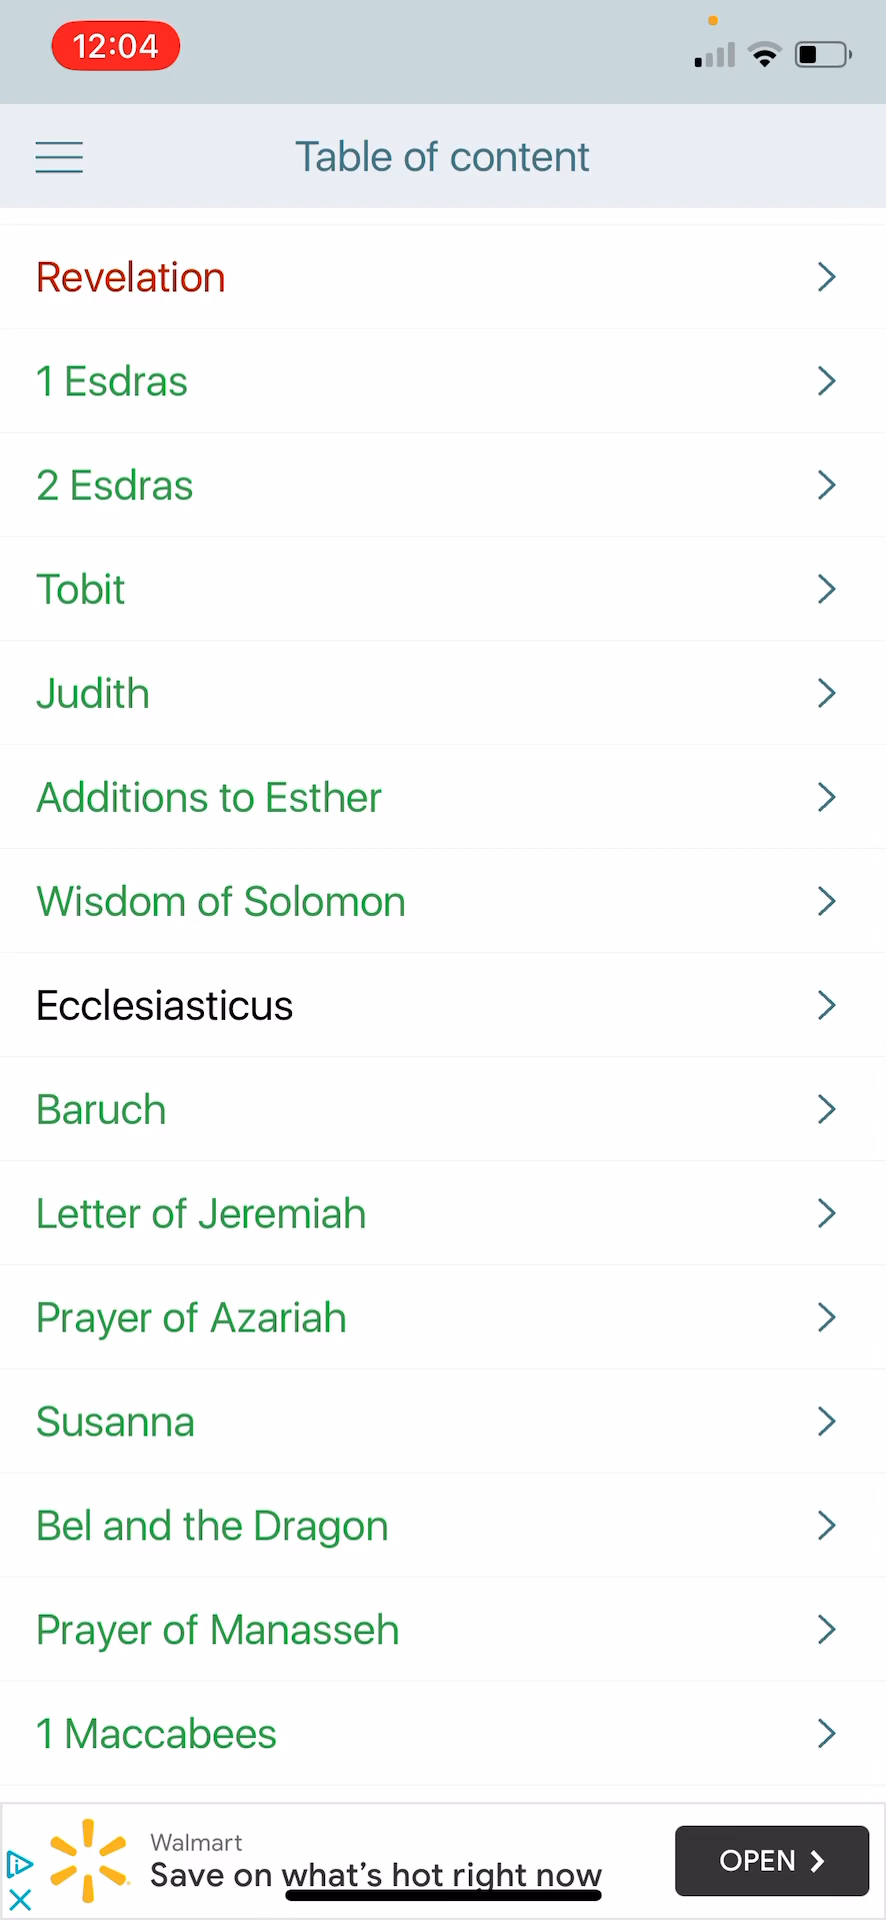 12:04
Table of content
Revelation
1 Esdras
2 Esdras
Tobit
Judith
Additions to Esther
Wisdom of Solomon
Ecclesiasticus
Baruch
Letter of Jeremiah
Prayer of Azariah
Susanna
Bel and the Dragon
Prayer of Manasseh
1 Maccabees
Walmart
Save on what's hot right now
OPEN